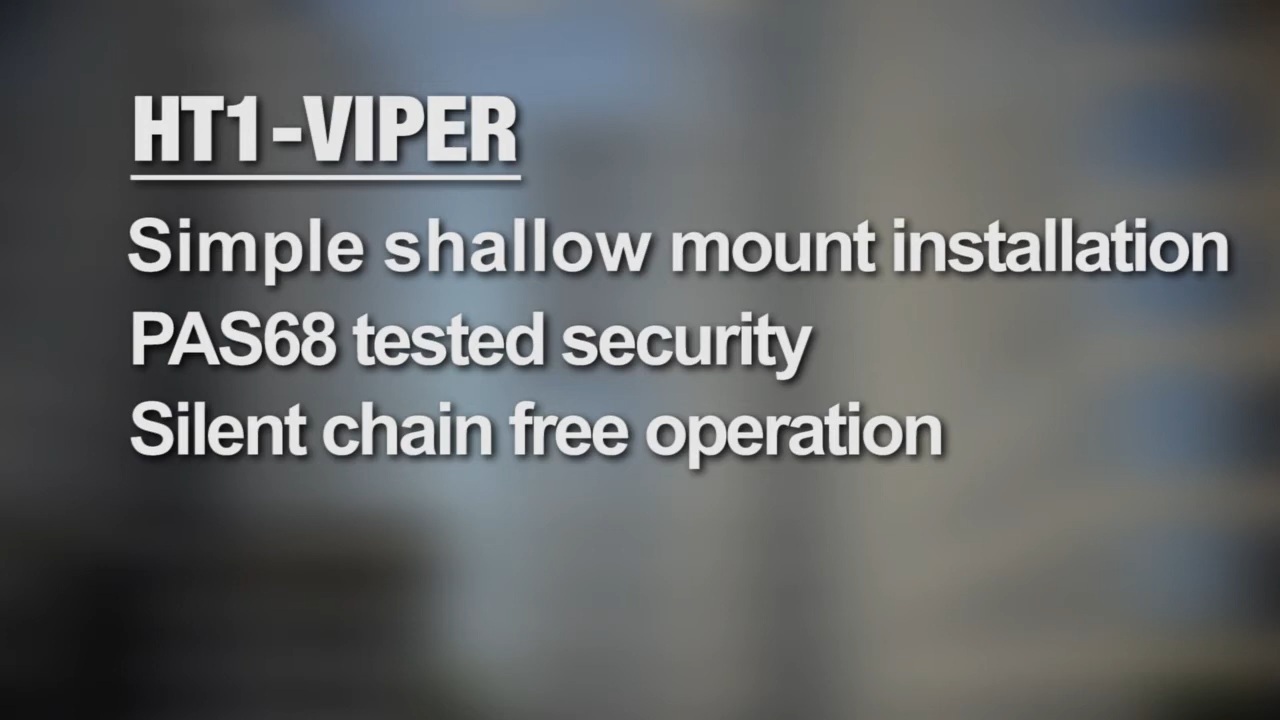 HT1-VIPER
Simple shallow mount installation
PAS68 tested security
Silent chain free operation